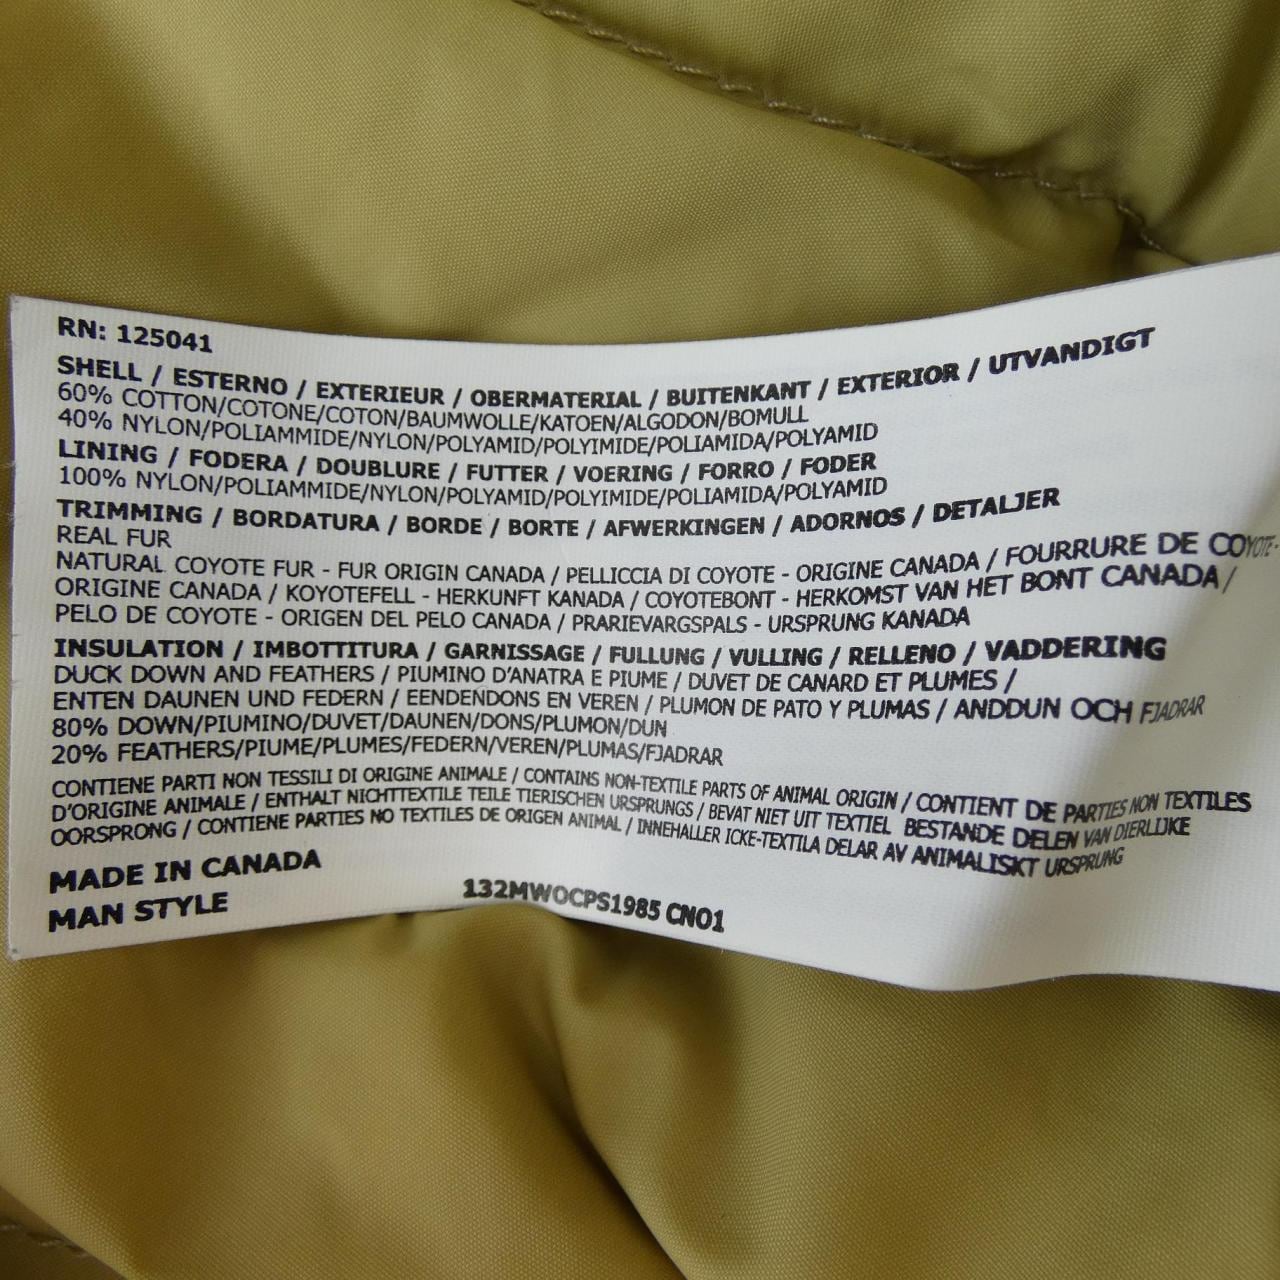 RN: 125041
SHELL / ESTERNO / EXTERIEUR / OBERMATERIAL / BUITENKANT / EXTERIOR / UTVANDIGT
60% COTTON/COTONE/COTON/BAUMWOLLE/KATOEN/ALGODON/BOMULL
40% NYLON/POLIAMMIDE/NYLON/POLYAMID/POLYIMIDE/POLIAMIDA/POLYAMID
LINING / FODERA / DOUBLURE / FUTTER / VOERING / FORRO / FODER
100% NYLON/POLIAMMIDE/NYLON/POLYAMID/POLYIMIDE/POLIAMIDA/POLYAMID
TRIMMING / BORDATURA / BORDE / BORTE / AFWERKINGEN / ADORNOS / DETALJER
REAL FUR
NATURAL COYOTE FUR - FUR ORIGIN CANADA / PELLICCIA DI COYOTE - ORIGINE CANADA / FOURRURE DE COYOTE -
ORIGINE CANADA / KOYOTEFELL - HERKUNFT KANADA / COYOTEBONT - HERKOMST VAN HET BONT CANADA /
PELO DE COYOTE - ORIGEN DEL PELO CANADA / PRARIEVARGSPALS - URSPRUNG KANADA
INSULATION / IMBOTTITURA / GARNISSAGE / FULLUNG / VULLING / RELLENO / VADDERING
DUCK DOWN AND FEATHERS / PIUMINO D'ANATRA E PIUME / DUVET DE CANARD ET PLUMES /
ENTEN DAUNEN UND FEDERN / EENDENDONS EN VEREN / PLUMON DE PATO Y PLUMAS / ANDDUN OCH FJADRAR
80% DOWN/PIUMINO/DUVET/DAUNEN/DONS/PLUMON/DUN
20% FEATHERS/PIUME/PLUMES/FEDERN/VEREN/PLUMAS/FJADRAR
CONTIENE PARTI NON TESSILI DI ORIGINE ANIMALE / CONTAINS NON-TEXTILE PARTS OF ANIMAL ORIGIN / CONTIENT DE PARTIES NON TEXTILES
D'ORIGINE ANIMALE / ENTHALT NICHTTEXTILE TEILE TIERISCHEN URSPRUNGS / BEVAT NIET UIT TEXTIEL BESTANDE DELEN VAN DIERLIJKE
OORSPRONG / CONTIENE PARTIES NO TEXTILES DE ORIGEN ANIMAL / INNEHALLER ICKE-TEXTILA DELAR AV ANIMALISKT URSPRUNG
MADE IN CANADA
MAN STYLE
132MWOCPS1985 CN01